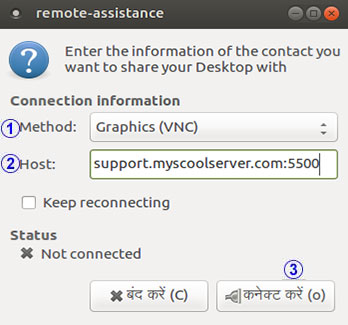 remote-assistance
Enter the information of the contact you
want to share your Desktop with
Connection information
1 Method: Graphics (VNC)
2 Host: support.myscoolserver.com:5500
Keep reconnecting
Status
Not connected
3
बंद करें (C) कनेक्ट करें (o)